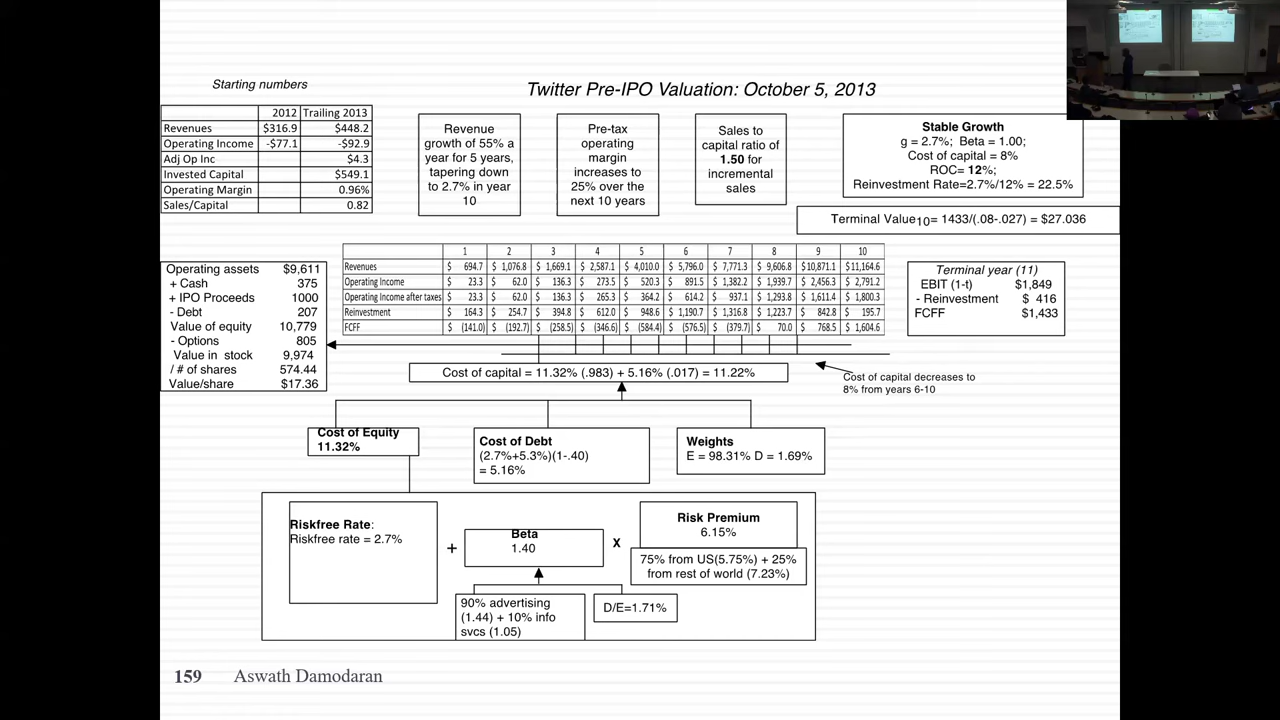 Starting numbers
Twitter Pre-IPO Valuation: October 5, 2013
2012 Trailing 2013
Revenues $316.9 $448.2
Operating Income -$77.1 -$92.9
Adj Op Inc $4.3
Invested Capital $549.1
Operating Margin 0.96%
Sales/Capital 0.82
Revenue
growth of 55% a
year for 5 years,
tapering down
to 2.7% in year
10
Pre-tax
operating
margin
increases to
25% over the
next 10 years
Sales to
capital ratio of
1.50 for
incremental
sales
Stable Growth
g = 2.7%; Beta = 1.00;
Cost of capital = 8%
ROC= 12%;
Reinvestment Rate=2.7%/12% = 22.5%
Terminal Value10= 1433/(.08-.027) = $27.036
Operating assets $9,611
+ Cash 375
+ IPO Proceeds 1000
- Debt 207
Value of equity 10,779
- Options 805
Value in stock 9,974
/ # of shares 574.44
Value/share $17.36
1 2 3 4 5 6 7 8 9 10
Revenues $ 694.7 $ 1,076.8 $ 1,669.1 $ 2,587.1 $ 4,010.0 $ 5,796.0 $ 7,771.3 $ 9,606.8 $10,871.1 $11,164.6
Operating Income $ 23.3 $ 62.0 $ 136.3 $ 273.5 $ 520.3 $ 891.5 $ 1,382.2 $ 1,939.7 $ 2,456.3 $ 2,791.2
Operating Income after taxes $ 23.3 $ 62.0 $ 136.3 $ 265.3 $ 364.2 $ 614.2 $ 937.1 $ 1,293.8 $ 1,611.4 $ 1,800.3
Reinvestment $ 164.3 $ 254.7 $ 394.8 $ 612.0 $ 948.6 $ 1,190.7 $ 1,316.8 $ 1,223.7 $ 842.8 $ 195.7
FCFF $ (141.0) $ (192.7) $ (258.5) $ (346.6) $ (584.4) $ (576.5) $ (379.7) $ 70.0 $ 768.5 $ 1,604.6
Terminal year (11)
EBIT (1-t) $1,849
- Reinvestment $ 416
FCFF $1,433
Cost of capital = 11.32% (.983) + 5.16% (.017) = 11.22%
Cost of capital decreases to
8% from years 6-10
Cost of Equity
11.32%
Cost of Debt
(2.7%+5.3%)(1-.40)
= 5.16%
Weights
E = 98.31% D = 1.69%
Riskfree Rate:
Riskfree rate = 2.7%
+
Beta
1.40
X
Risk Premium
6.15%
75% from US(5.75%) + 25%
from rest of world (7.23%)
90% advertising
(1.44) + 10% info
svcs (1.05)
D/E=1.71%
159 Aswath Damodaran